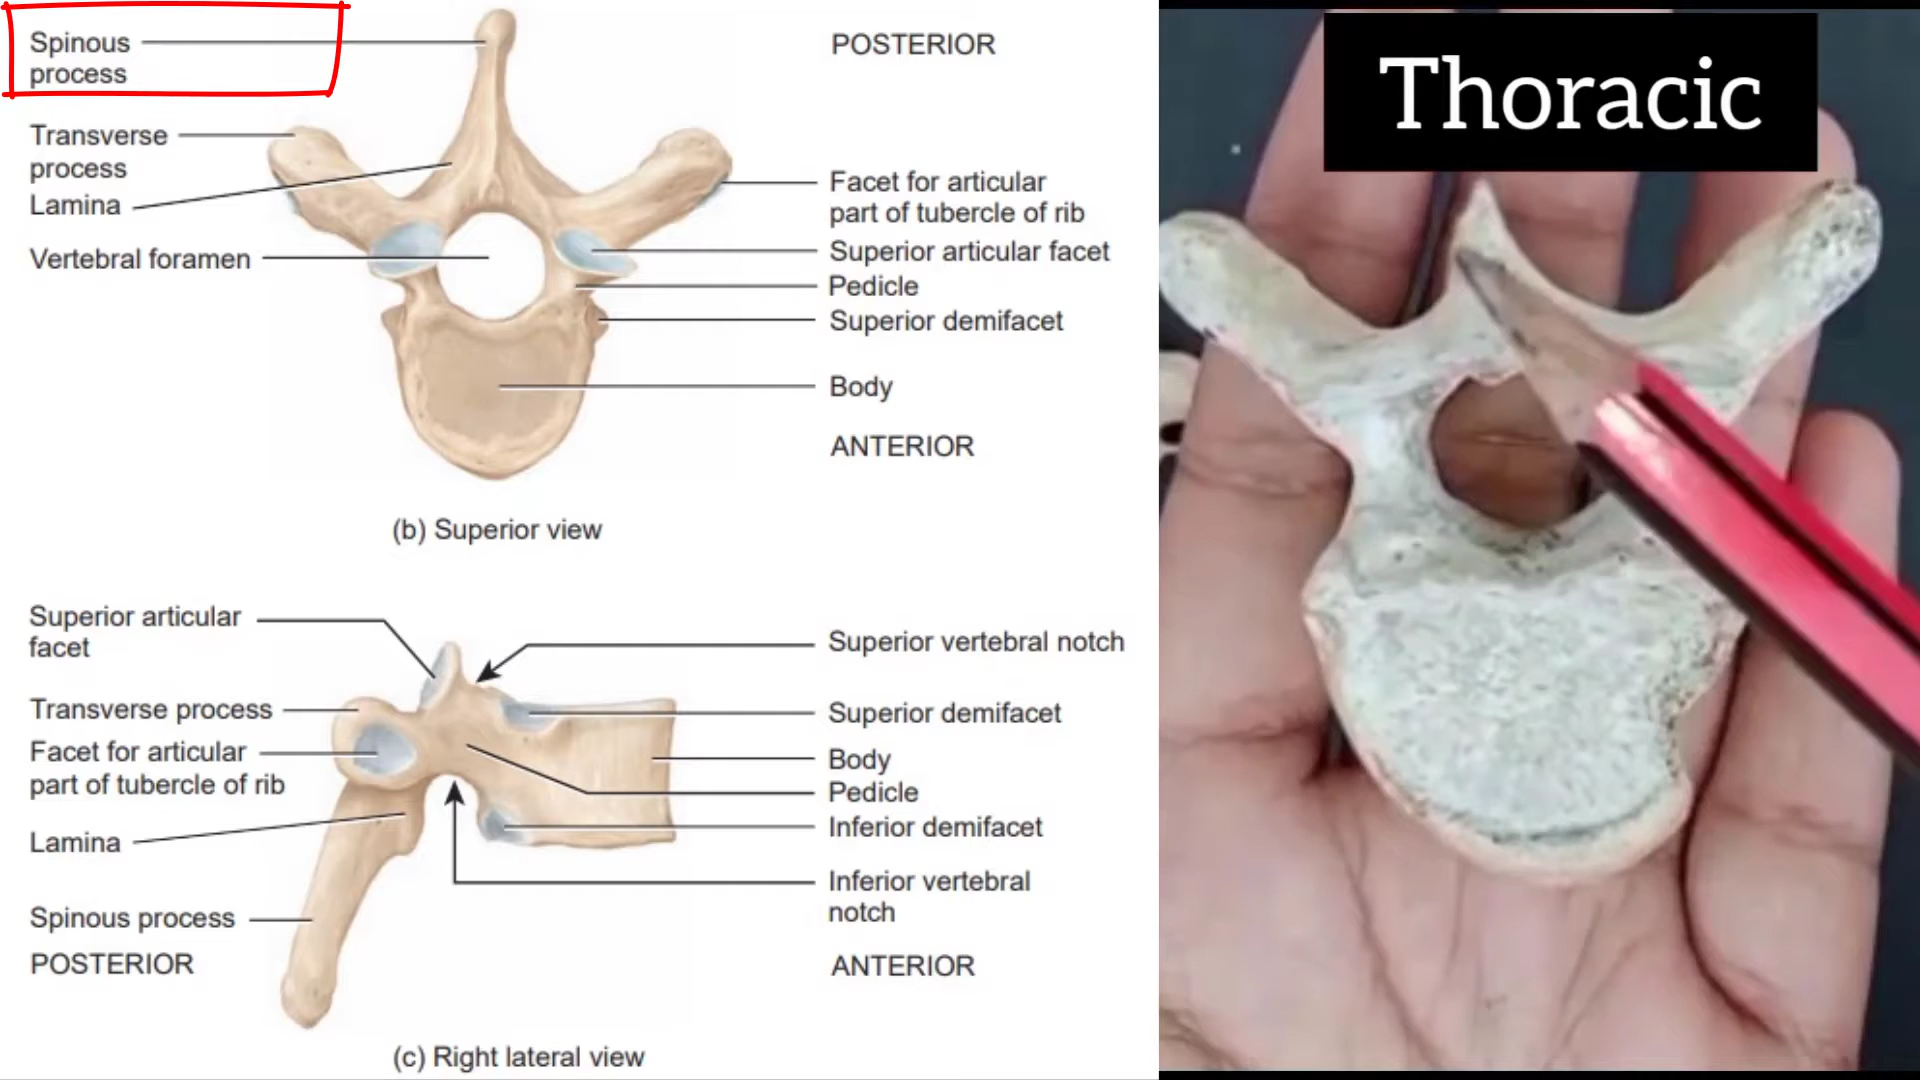 Spinous
process
POSTERIOR
Transverse
process
Lamina
Vertebral foramen
Facet for articular
part of tubercle of rib
Superior articular facet
Pedicle
Superior demifacet
Body
ANTERIOR
(b) Superior view
Superior articular
facet
Transverse process
Facet for articular
part of tubercle of rib
Lamina
Spinous process
POSTERIOR
Superior vertebral notch
Superior demifacet
Body
Pedicle
Inferior demifacet
Inferior vertebral
notch
ANTERIOR
(c) Right lateral view
Thoracic